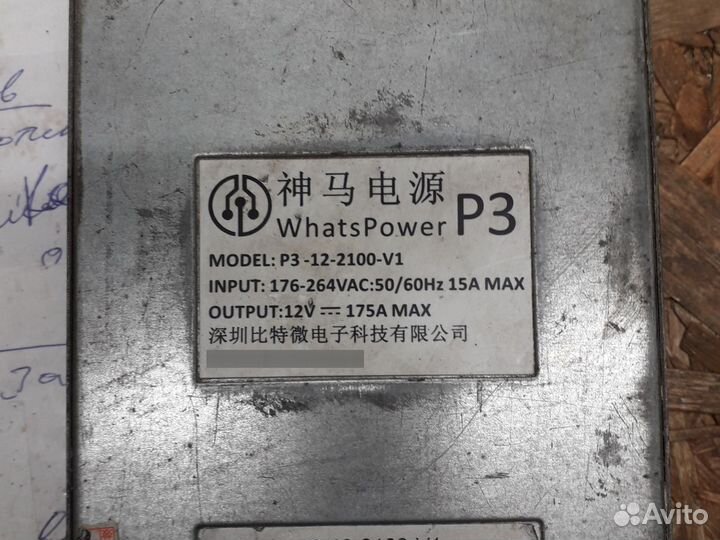 神马电源
WhatsPower P3
MODEL: P3 -12-2100-V1
INPUT: 176-264VAC:50/60Hz 15A MAX
OUTPUT:12V ⎓ 175A MAX
深圳比特微电子科技有限公司
Avito